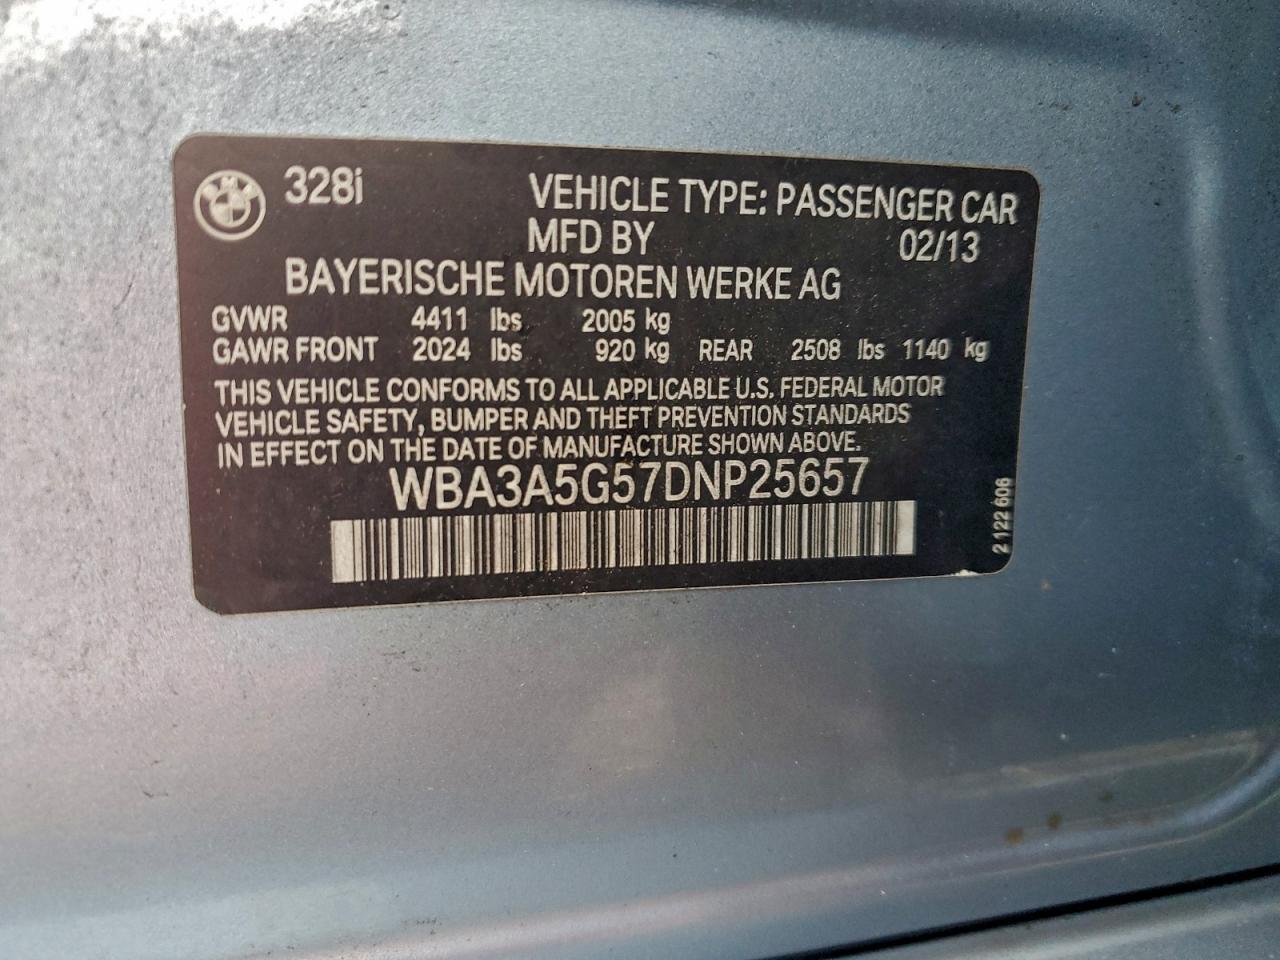 BMW
328i VEHICLE TYPE: PASSENGER CAR
MFD BY 02/13
BAYERISCHE MOTOREN WERKE AG
GVWR 4411 lbs 2005 kg
GAWR FRONT 2024 lbs 920 kg REAR 2508 lbs 1140 kg
THIS VEHICLE CONFORMS TO ALL APPLICABLE U.S. FEDERAL MOTOR
VEHICLE SAFETY, BUMPER AND THEFT PREVENTION STANDARDS
IN EFFECT ON THE DATE OF MANUFACTURE SHOWN ABOVE.
WBA3A5G57DNP25657
2 122 606